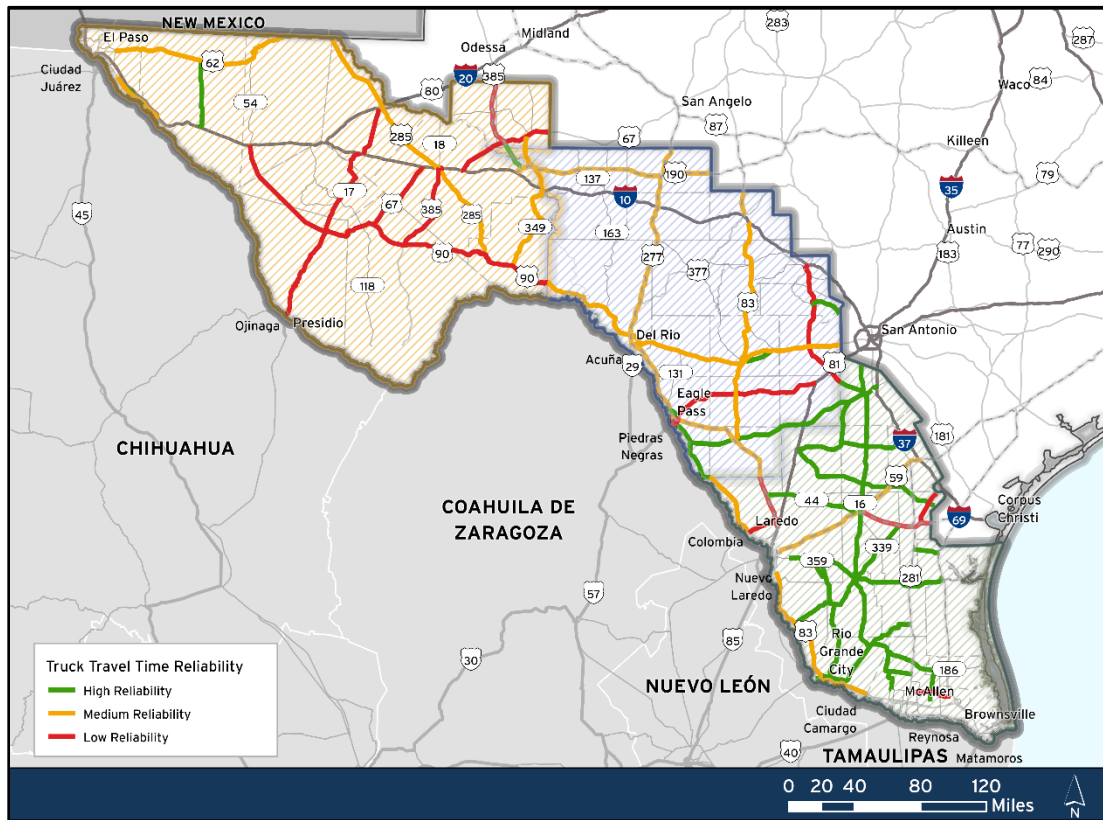 NEW MEXICO
El Paso
Ciudad
Juárez
62
54
45
Odessa
Midland
20
385
80
285
18
283
287
84
Waco
San Angelo
87
67
Killeen
79
35
Austin
183
77
290
137
190
10
163
277
377
83
17
67
385
285
349
90
90
118
Ojinaga
Presidio
Del Rio
Acuña
29
131
Eagle
Pass
Piedras
Negras
San Antonio
81
37
181
59
44
16
Corpus
Christi
69
Laredo
Colombia
339
359
281
Nuevo
Laredo
83
Rio
Grande
City
186
McAllen
Brownsville
Ciudad
Camargo
Reynosa
Matamoros
CHIHUAHUA
COAHUILA DE
ZARAGOZA
57
85
30
NUEVO LEÓN
40
TAMAULIPAS
Truck Travel Time Reliability
High Reliability
Medium Reliability
Low Reliability
0 20 40 80 120
Miles
N